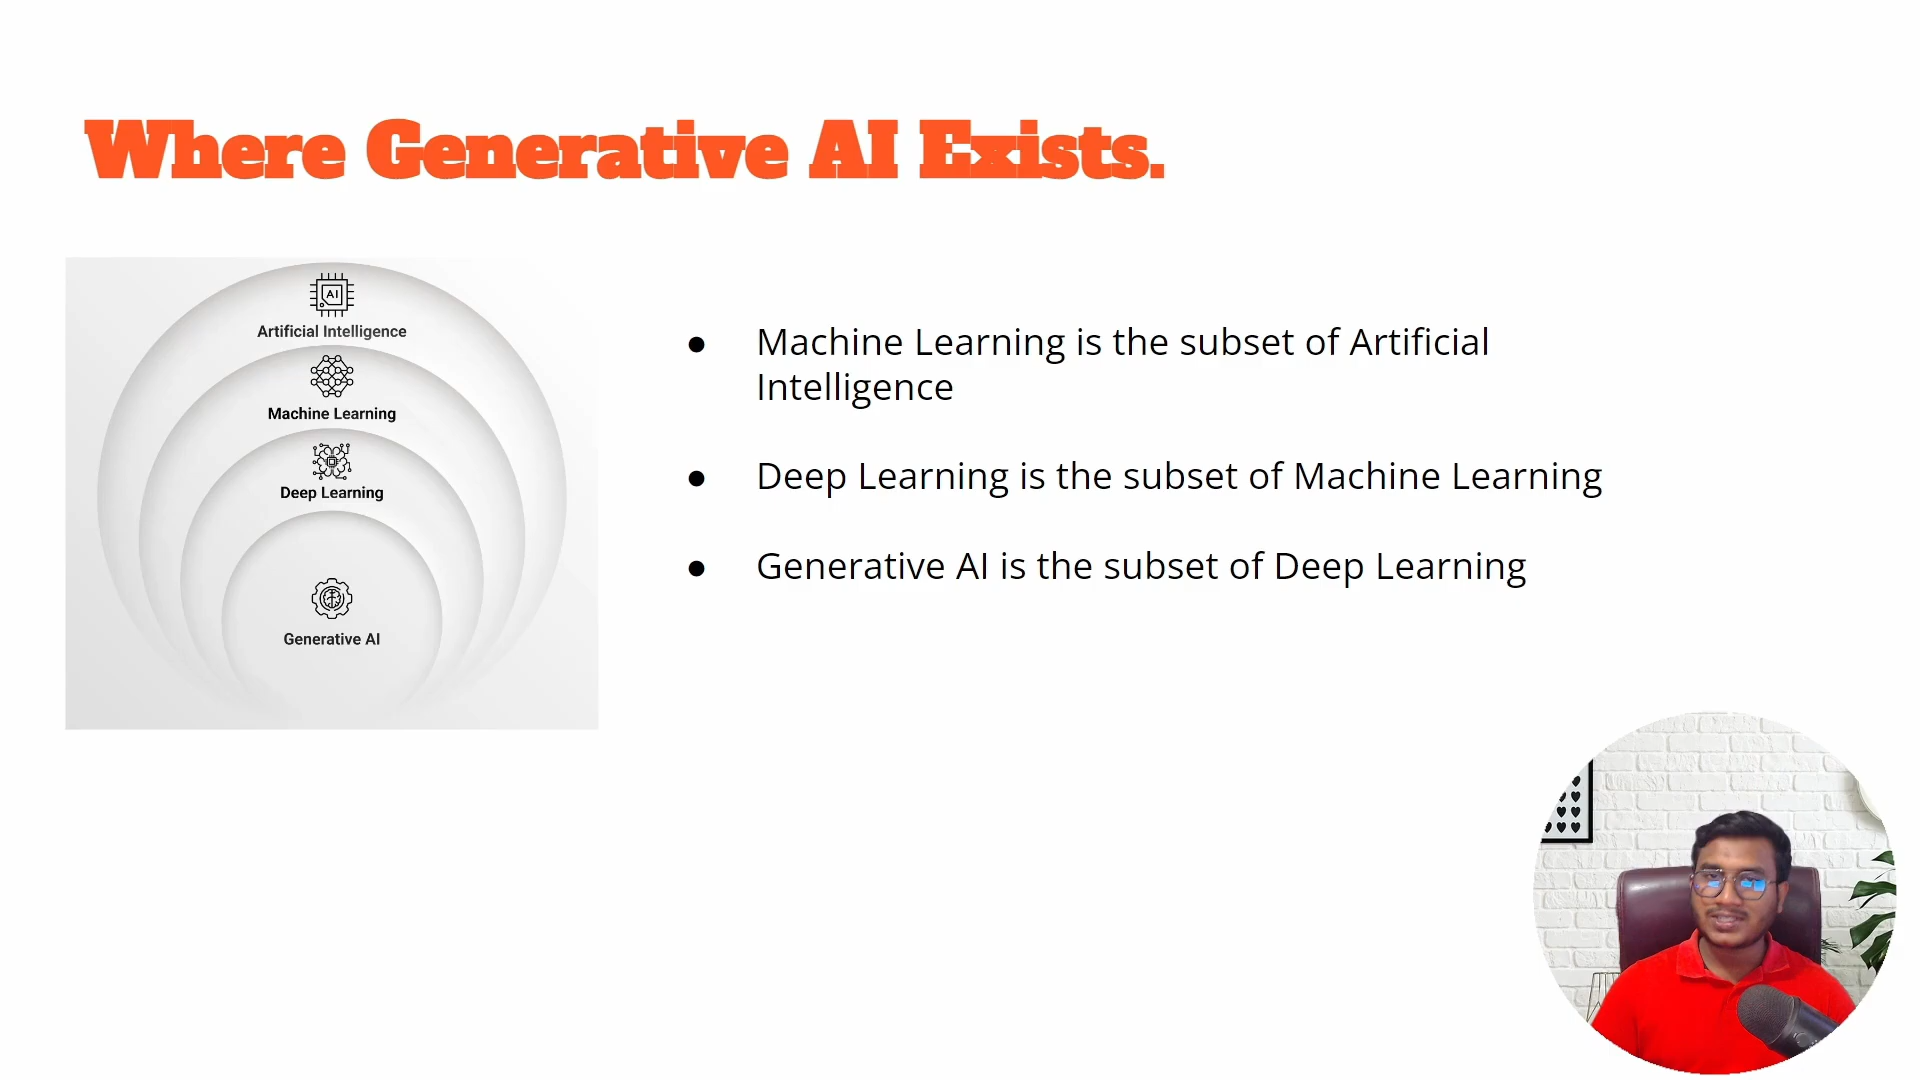 Where Generative AI Exists.
AI
Artificial Intelligence
Machine Learning
Deep Learning
Generative AI
● Machine Learning is the subset of Artificial
Intelligence
● Deep Learning is the subset of Machine Learning
● Generative AI is the subset of Deep Learning